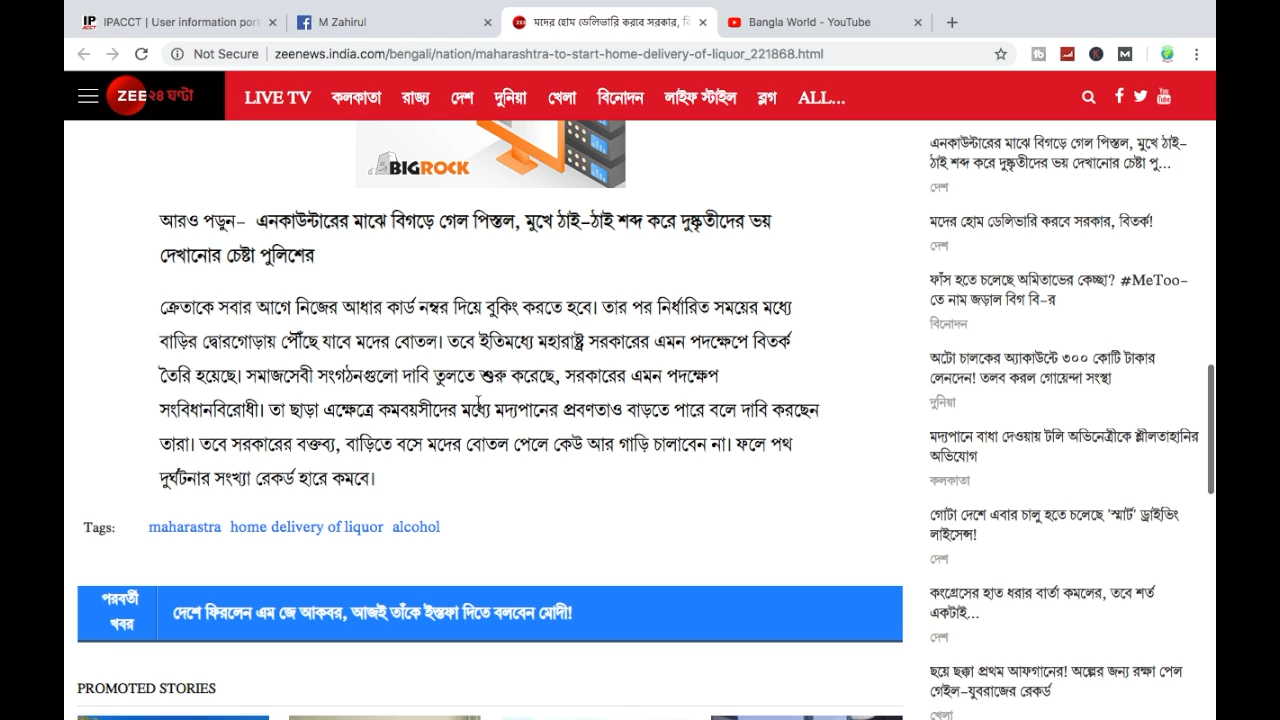 IPACCT | User information port
M Zahirul
মদের হোম ডেলিভারি করবে সরকার, বি
Bangla World - YouTube
Not Secure | zeenews.india.com/bengali/nation/maharashtra-to-start-home-delivery-of-liquor_221868.html
ZEE ২৪ ঘণ্টা
LIVE TV কলকাতা রাজ্য দেশ দুনিয়া খেলা বিনোদন লাইফ স্টাইল ব্লগ ALL...
BIGROCK
আরও পড়ুন- এনকাউন্টারের মাঝে বিগড়ে গেল পিস্তল, মুখে ঠাই-ঠাই শব্দ করে দুষ্কৃতীদের ভয়
দেখানোর চেষ্টা পুলিশের
ক্রেতাকে সবার আগে নিজের আধার কার্ড নম্বর দিয়ে বুকিং করতে হবে। তার পর নির্ধারিত সময়ের মধ্যে
বাড়ির দ্বোরগোড়ায় পৌঁছে যাবে মদের বোতল। তবে ইতিমধ্যে মহারাষ্ট্র সরকারের এমন পদক্ষেপে বিতর্ক
তৈরি হয়েছে। সমাজসেবী সংগঠনগুলো দাবি তুলতে শুরু করেছে, সরকারের এমন পদক্ষেপ
সংবিধানবিরোধী। তা ছাড়া এক্ষেত্রে কমবয়সীদের মধ্যে মদ্যপানের প্রবণতাও বাড়তে পারে বলে দাবি করছেন
তারা। তবে সরকারের বক্তব্য, বাড়িতে বসে মদের বোতল পেলে কেউ আর গাড়ি চালাবেন না। ফলে পথ
দুর্ঘটনার সংখ্যা রেকর্ড হারে কমবে।
Tags: maharastra home delivery of liquor alcohol
পরবর্তী
খবর
দেশে ফিরলেন এম জে আকবর, আজই তাঁকে ইস্তফা দিতে বলবেন মোদী!
PROMOTED STORIES
এনকাউন্টারের মাঝে বিগড়ে গেল পিস্তল, মুখে ঠাই-
ঠাই শব্দ করে দুষ্কৃতীদের ভয় দেখানোর চেষ্টা পু...
দেশ
মদের হোম ডেলিভারি করবে সরকার, বিতর্ক!
দেশ
ফাঁস হতে চলেছে অমিতাভের কেচ্ছা? #MeToo-
তে নাম জড়াল বিগ বি-র
বিনোদন
অটো চালকের অ্যাকাউন্টে ৩০০ কোটি টাকার
লেনদেন! তলব করল গোয়েন্দা সংস্থা
দুনিয়া
মদ্যপানে বাধা দেওয়ায় টলি অভিনেত্রীকে শ্লীলতাহানির
অভিযোগ
কলকাতা
গোটা দেশে এবার চালু হতে চলেছে 'স্মার্ট' ড্রাইভিং
লাইসেন্স!
দেশ
কংগ্রেসের হাত ধরার বার্তা কমলের, তবে শর্ত
একটাই...
দেশ
ছয়ে ছক্কা প্রথম আফগানের! অল্পের জন্য রক্ষা পেল
গেইল-যুবরাজের রেকর্ড
খেলা